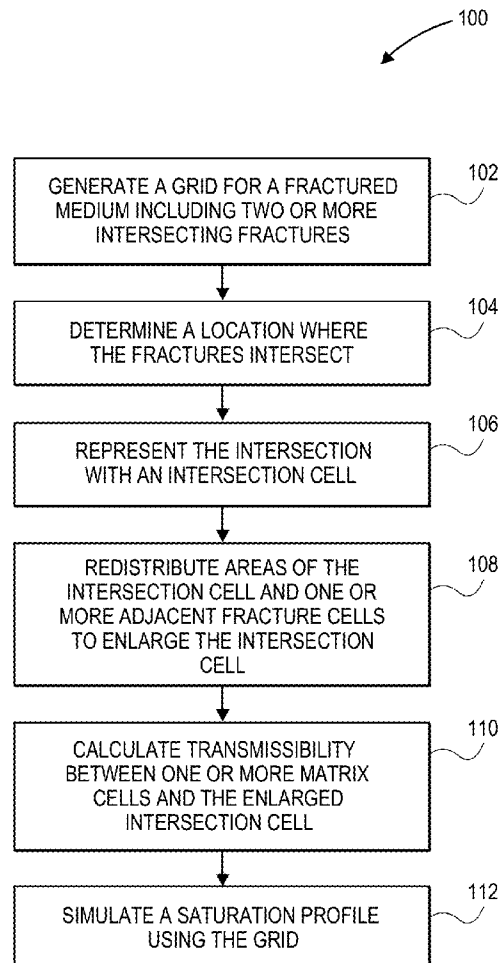 100
102
GENERATE A GRID FOR A FRACTURED
MEDIUM INCLUDING TWO OR MORE
INTERSECTING FRACTURES
104
DETERMINE A LOCATION WHERE
THE FRACTURES INTERSECT
106
REPRESENT THE INTERSECTION
WITH AN INTERSECTION CELL
108
REDISTRIBUTE AREAS OF THE
INTERSECTION CELL AND ONE OR
MORE ADJACENT FRACTURE CELLS
TO ENLARGE THE INTERSECTION
CELL
110
CALCULATE TRANSMISSIBILITY
BETWEEN ONE OR MORE MATRIX
CELLS AND THE ENLARGED
INTERSECTION CELL
112
SIMULATE A SATURATION PROFILE
USING THE GRID